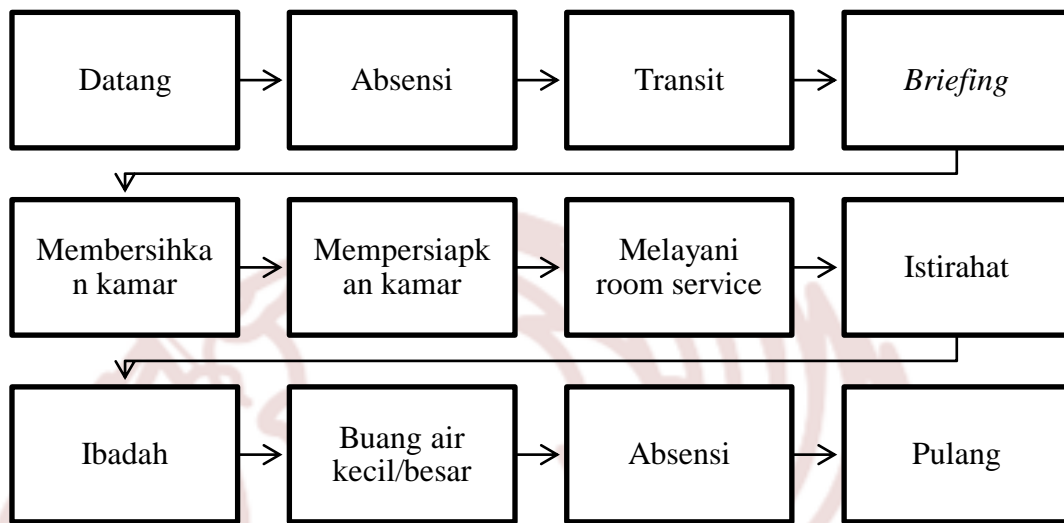 Datang
Absensi
Transit
Briefing
Membersihka
n kamar
Mempersiapk
an kamar
Melayani
room service
Istirahat
Ibadah
Buang air
kecil/besar
Absensi
Pulang